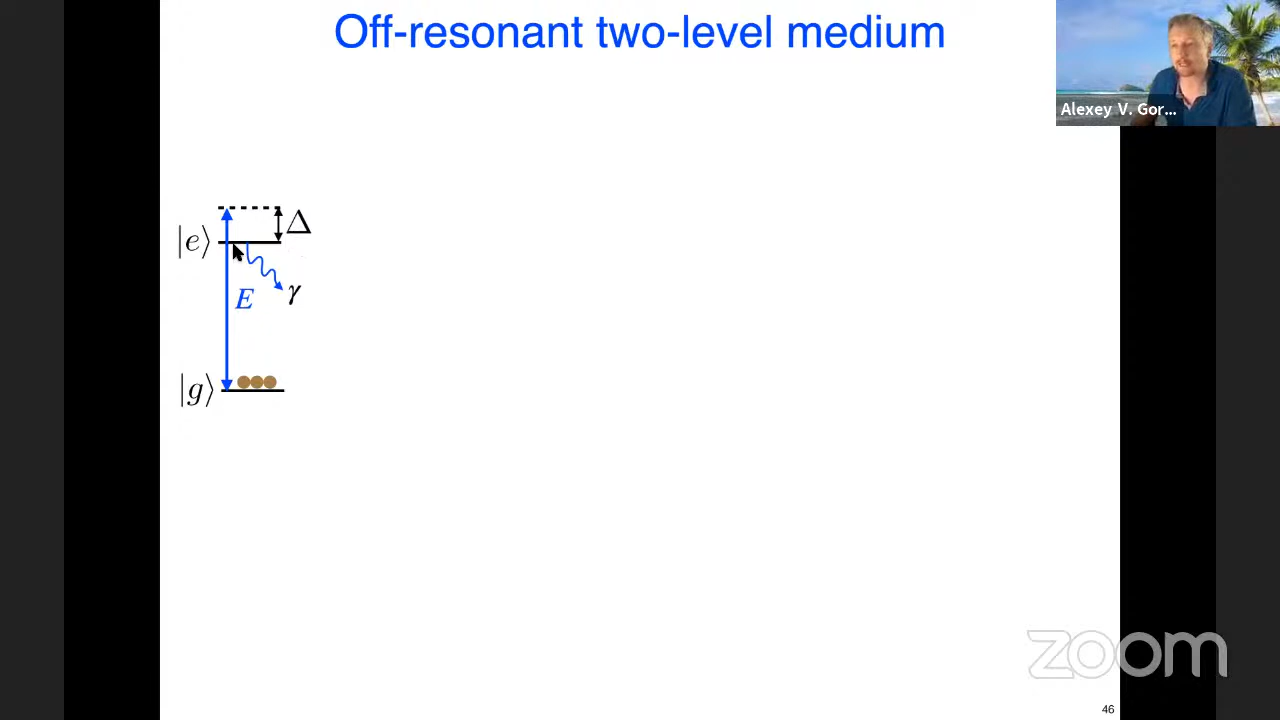 Off-resonant two-level medium
Alexey V. Gor...
Δ
|e⟩
γ
E
|g⟩
zoom
46